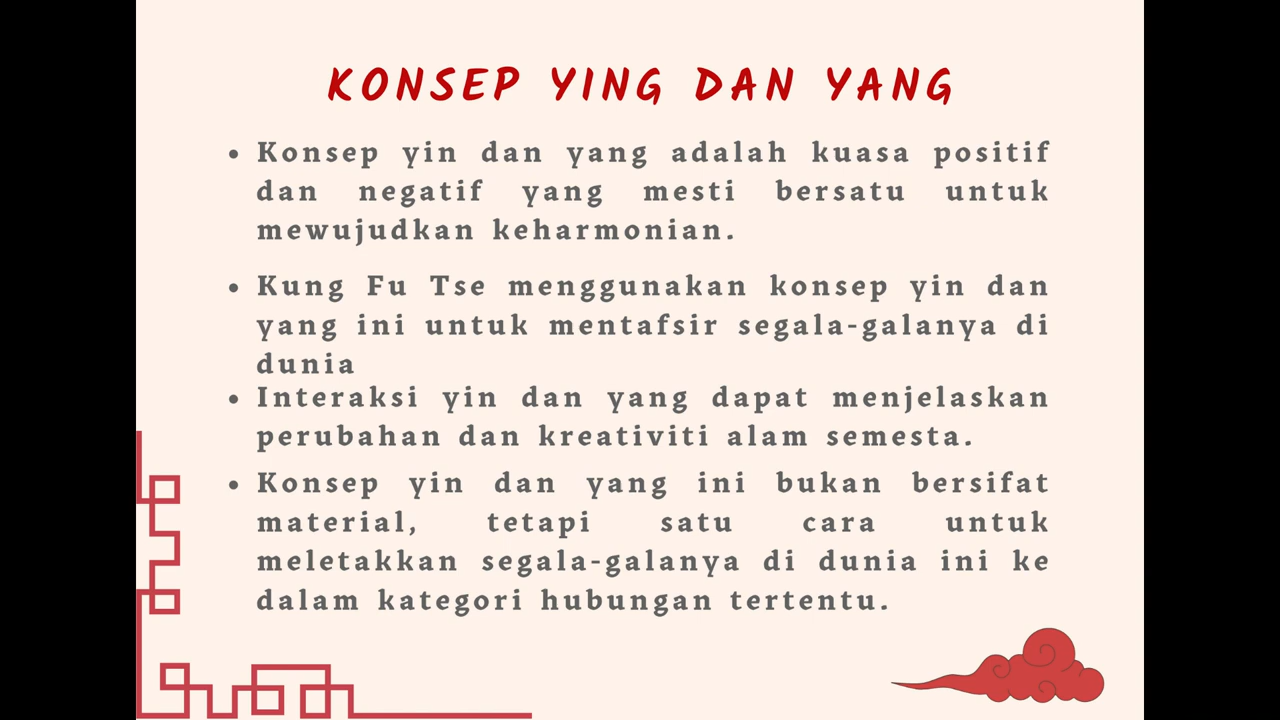 KONSEP YING DAN YANG
• Konsep yin dan yang adalah kuasa positif
dan negatif yang mesti bersatu untuk
mewujudkan keharmonian.
• Kung Fu Tse menggunakan konsep yin dan
yang ini untuk mentafsir segala-galanya di
dunia
• Interaksi yin dan yang dapat menjelaskan
perubahan dan kreativiti alam semesta.
• Konsep yin dan yang ini bukan bersifat
material, tetapi satu cara untuk
meletakkan segala-galanya di dunia ini ke
dalam kategori hubungan tertentu.